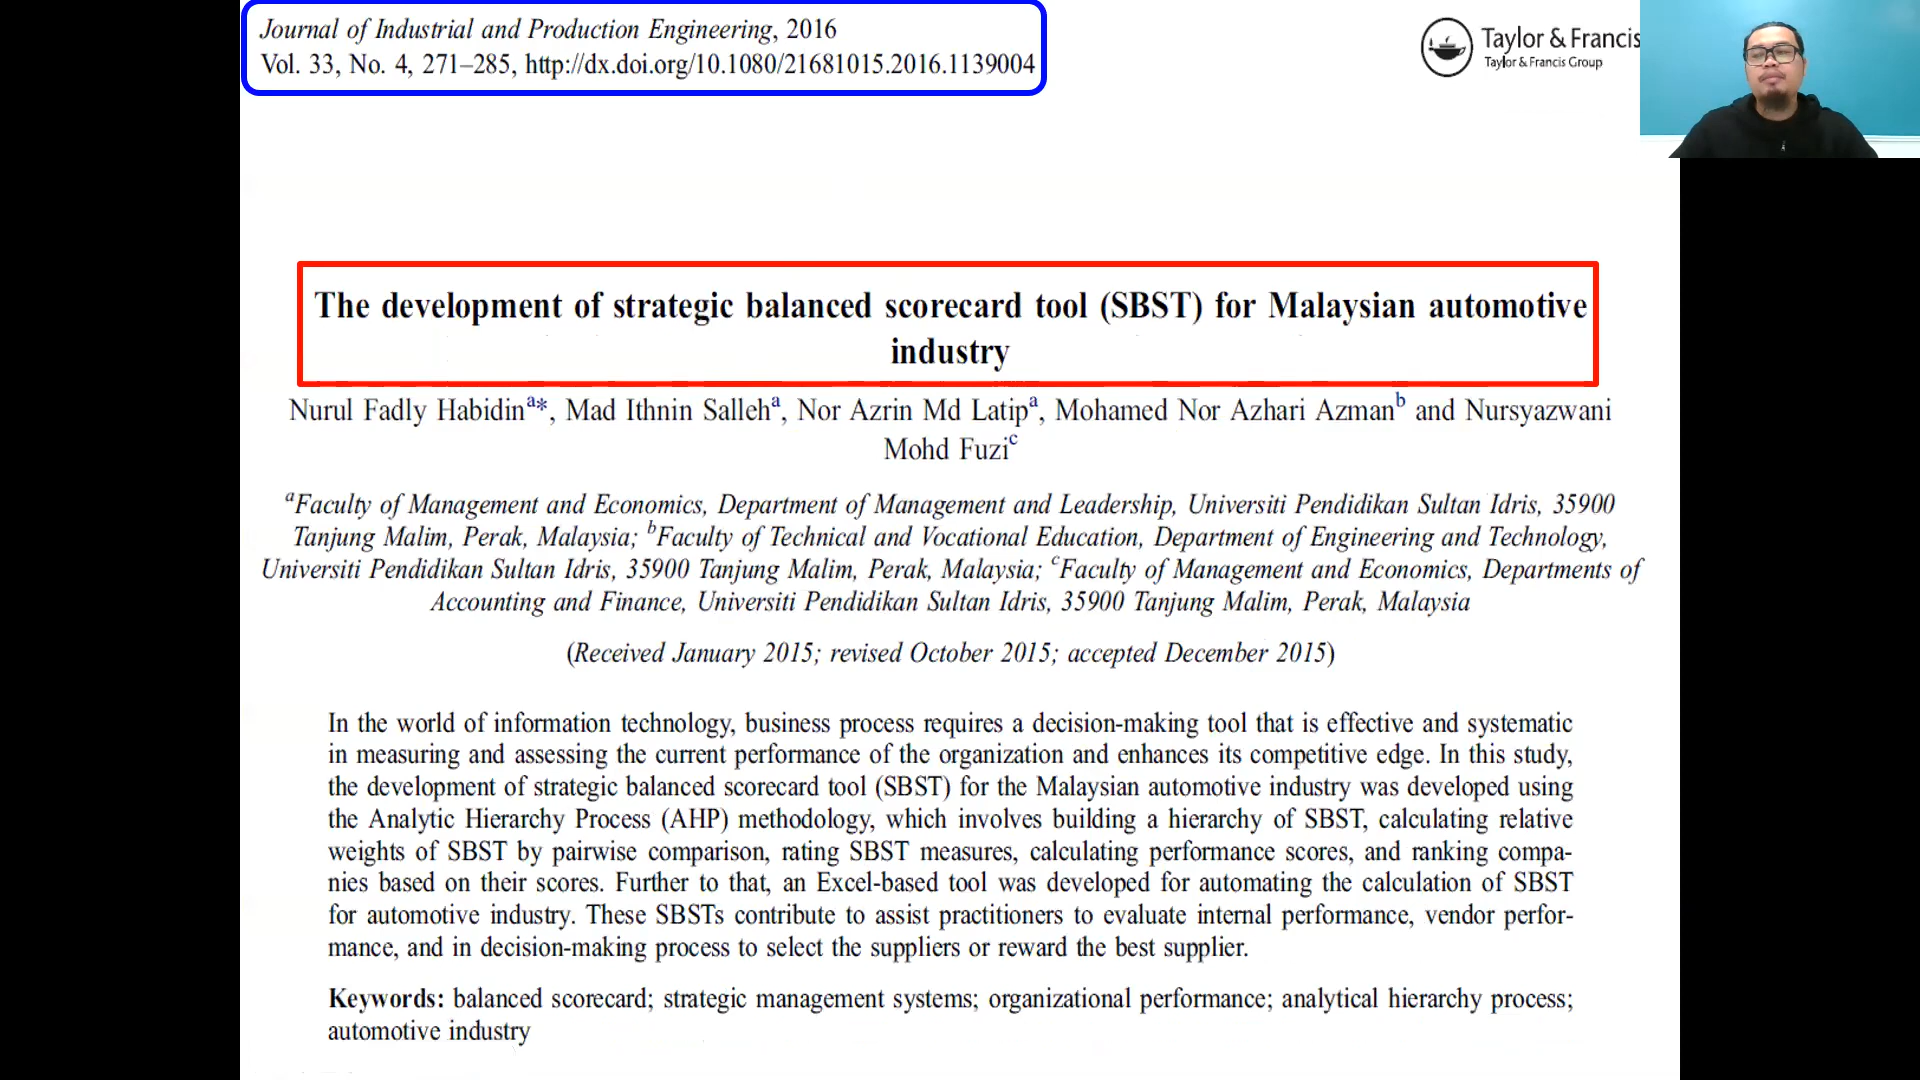 Journal of Industrial and Production Engineering, 2016
Vol. 33, No. 4, 271–285, http://dx.doi.org/10.1080/21681015.2016.1139004
Taylor & Francis
Taylor & Francis Group
The development of strategic balanced scorecard tool (SBST) for Malaysian automotive
industry
Nurul Fadly Habidinª*, Mad Ithnin Sallehª, Nor Azrin Md Latipª, Mohamed Nor Azhari Azmanᵇ and Nursyazwani
Mohd Fuziᶜ
ªFaculty of Management and Economics, Department of Management and Leadership, Universiti Pendidikan Sultan Idris, 35900
Tanjung Malim, Perak, Malaysia; ᵇFaculty of Technical and Vocational Education, Department of Engineering and Technology,
Universiti Pendidikan Sultan Idris, 35900 Tanjung Malim, Perak, Malaysia; ᶜFaculty of Management and Economics, Departments of
Accounting and Finance, Universiti Pendidikan Sultan Idris, 35900 Tanjung Malim, Perak, Malaysia
(Received January 2015; revised October 2015; accepted December 2015)
In the world of information technology, business process requires a decision-making tool that is effective and systematic
in measuring and assessing the current performance of the organization and enhances its competitive edge. In this study,
the development of strategic balanced scorecard tool (SBST) for the Malaysian automotive industry was developed using
the Analytic Hierarchy Process (AHP) methodology, which involves building a hierarchy of SBST, calculating relative
weights of SBST by pairwise comparison, rating SBST measures, calculating performance scores, and ranking compa-
nies based on their scores. Further to that, an Excel-based tool was developed for automating the calculation of SBST
for automotive industry. These SBSTs contribute to assist practitioners to evaluate internal performance, vendor perfor-
mance, and in decision-making process to select the suppliers or reward the best supplier.
Keywords: balanced scorecard; strategic management systems; organizational performance; analytical hierarchy process;
automotive industry